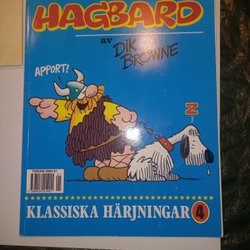 HAGBARD
av DIK BROWNE
APPORT!
Z
KLASSISKA HÄRJNINGAR 4